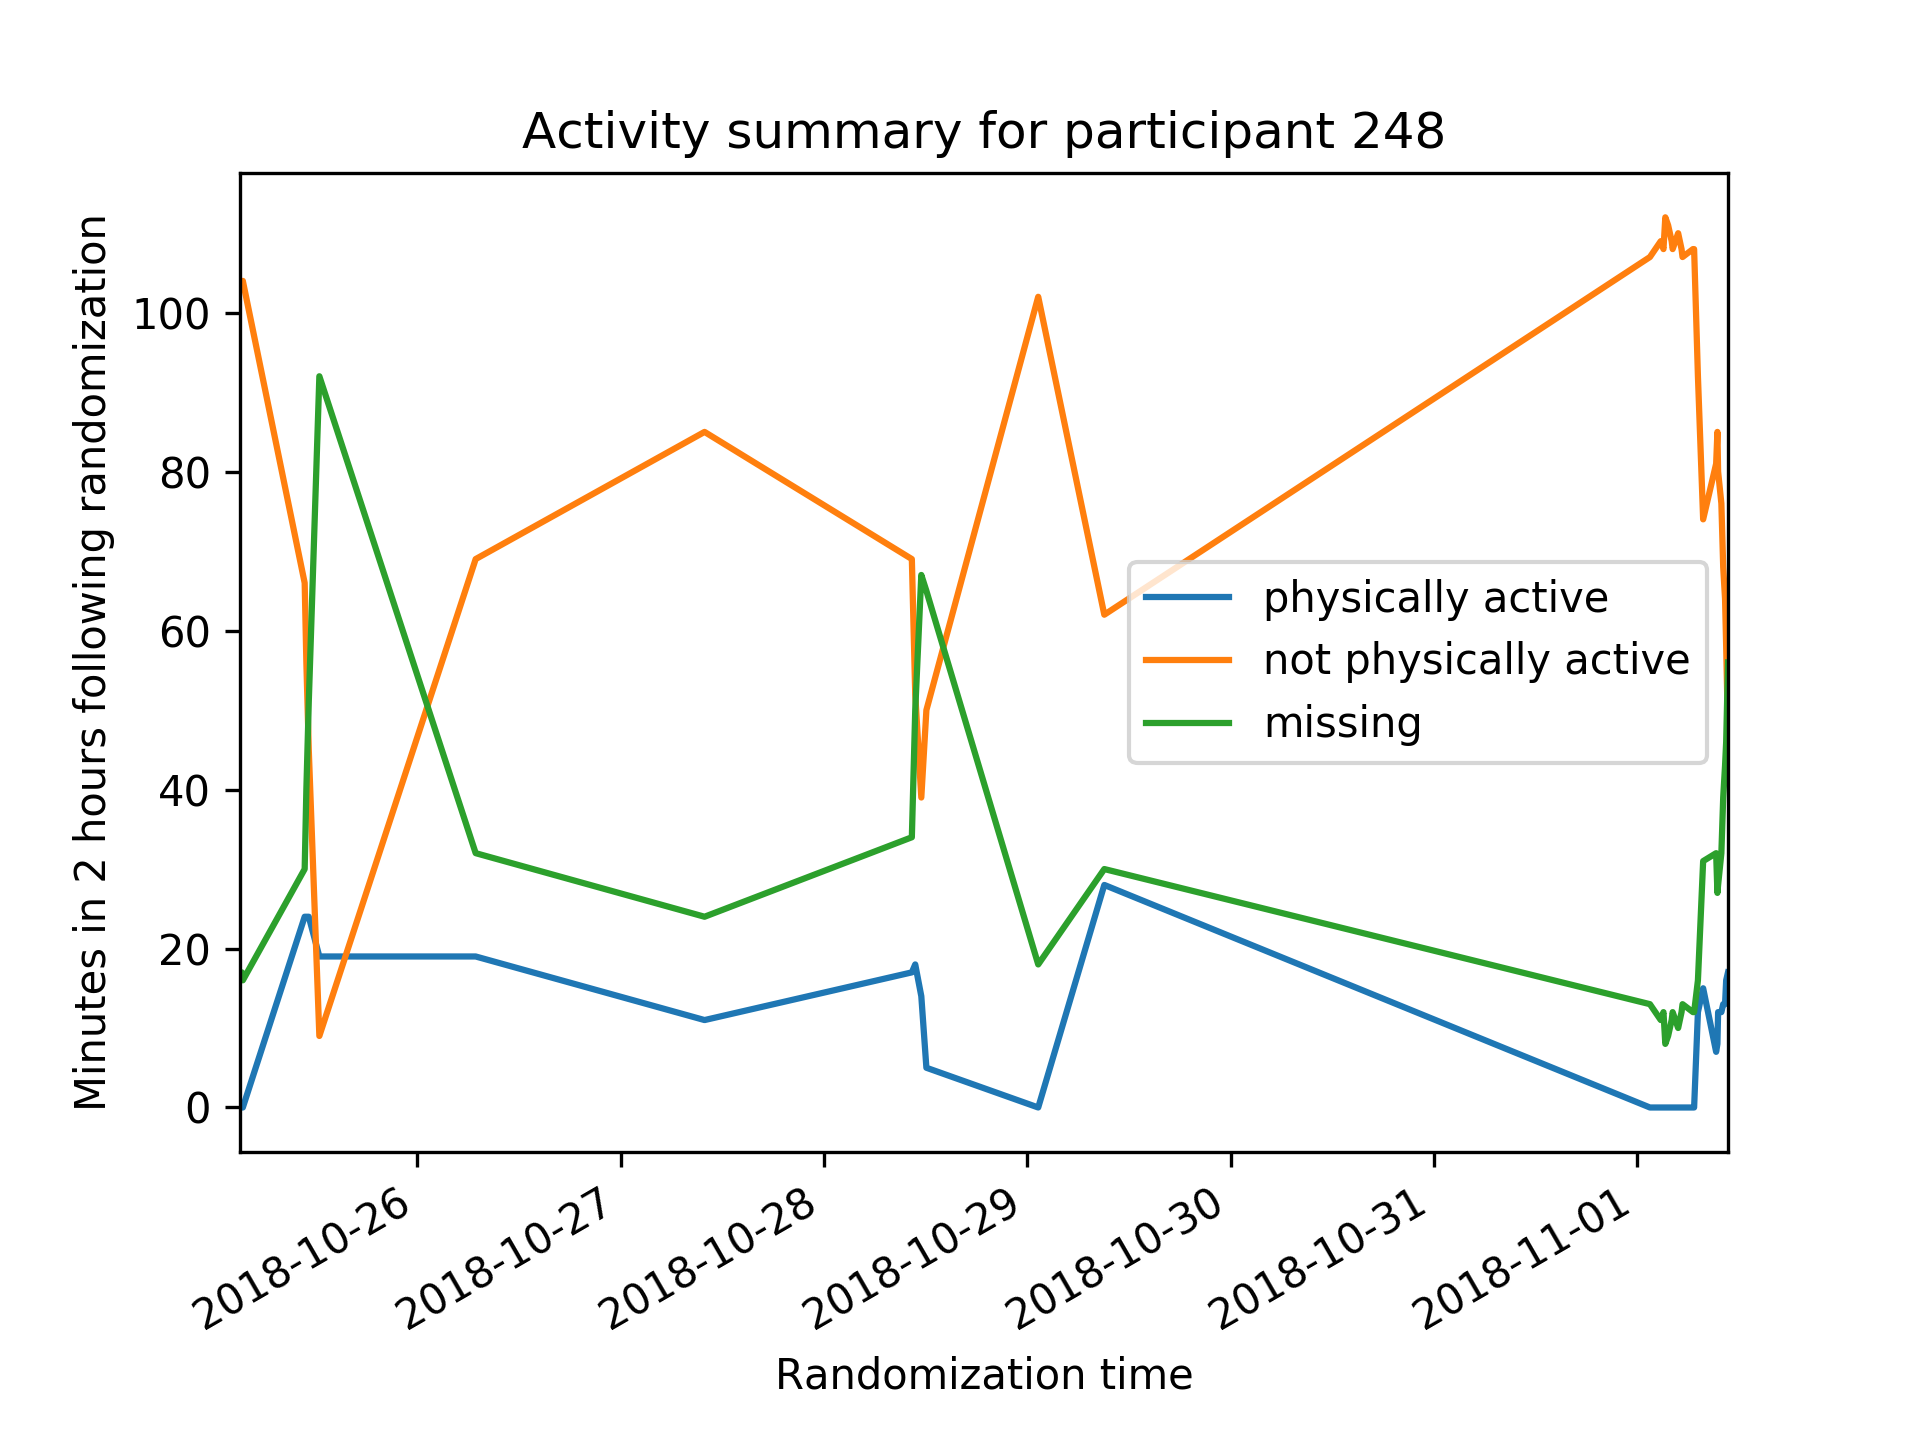 Activity summary for participant 248
Minutes in 2 hours following randomization
100
80
60
40
20
0
physically active
not physically active
missing
2018-10-26
2018-10-27
2018-10-28
2018-10-29
2018-10-30
2018-10-31
2018-11-01
Randomization time